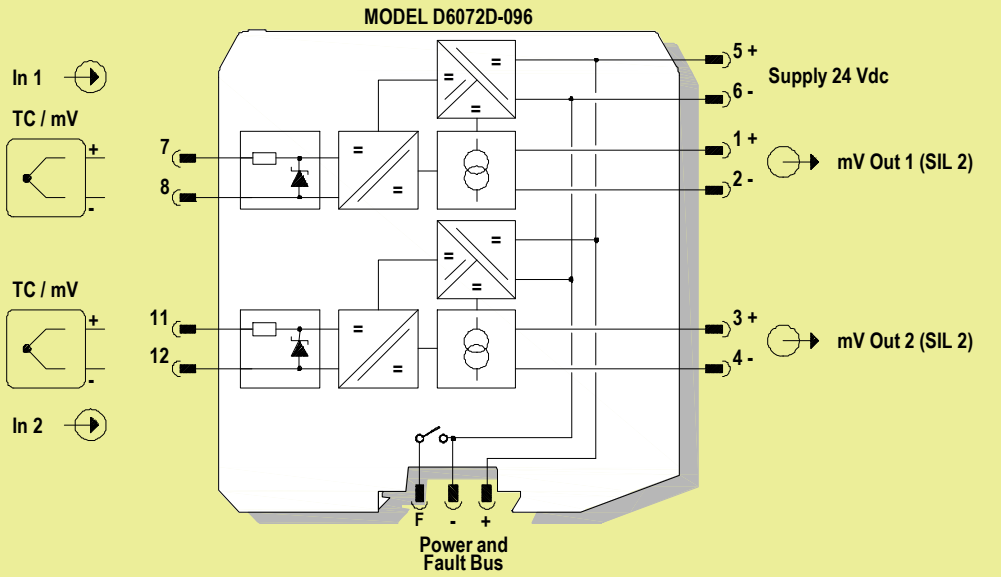 MODEL D6072D-096
In 1
TC / mV
+
-
7
8
=
=
=
=
=
5 +
6 -
Supply 24 Vdc
1 +
2 -
mV Out 1 (SIL 2)
TC / mV
+
-
In 2
11
12
=
=
=
=
=
3 +
4 -
mV Out 2 (SIL 2)
F - +
Power and
Fault Bus